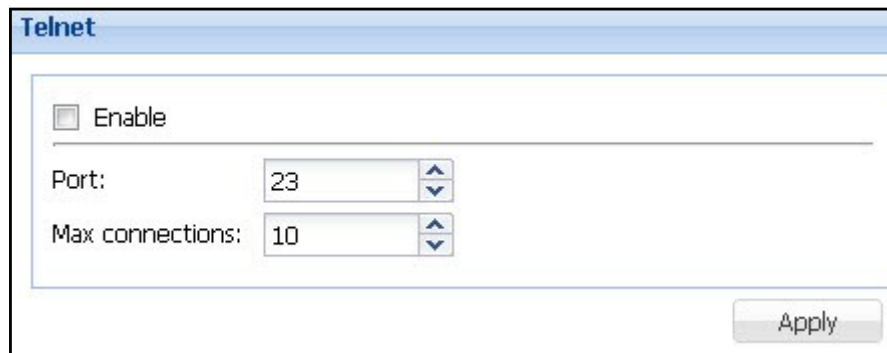 Telnet
Enable
Port: 23
Max connections: 10
Apply